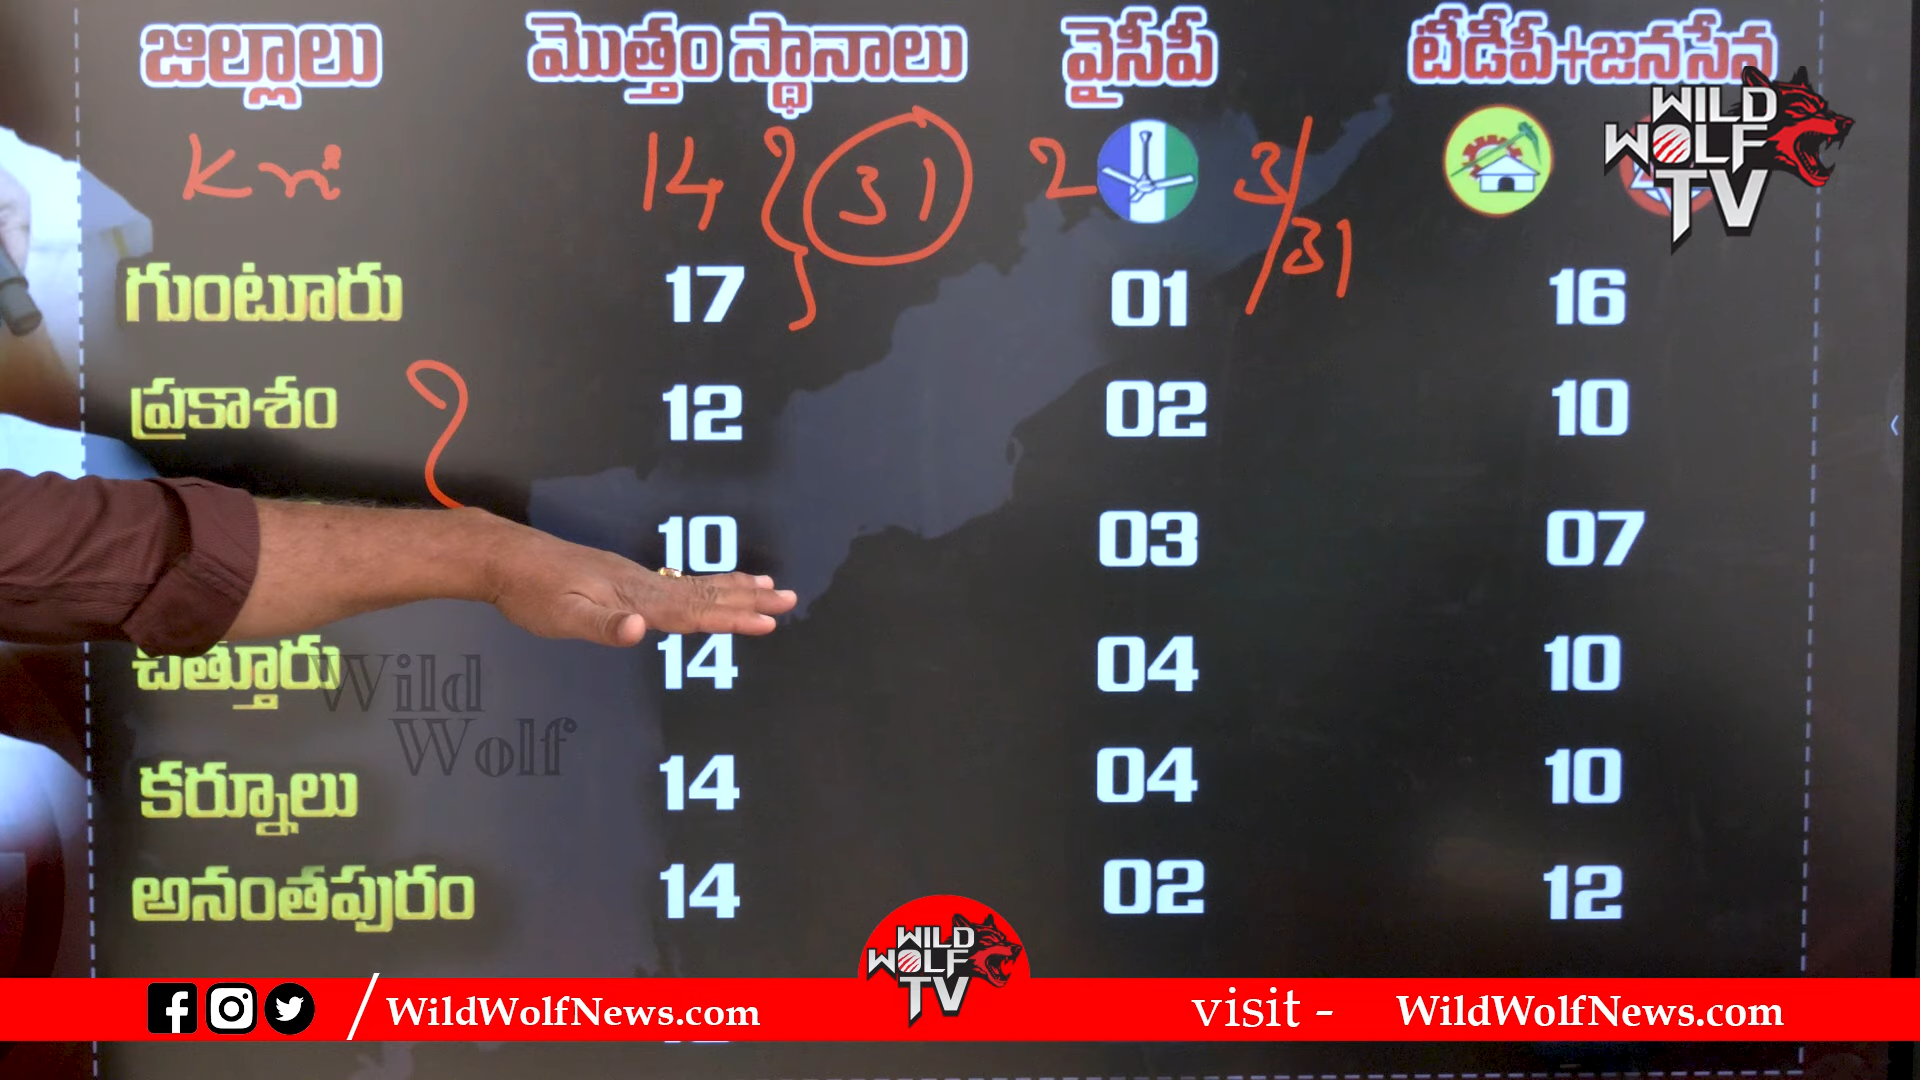 జిల్లాలు మొత్తం స్థానాలు వైసీపీ టీడీపీ+జనసేన
WILD WOLF TV
14 31 2 3/31
గుంటూరు 17 01 16
ప్రకాశం 12 02 10
10 03 07
చిత్తూరు 14 04 10
Wild Wolf
కర్నూలు 14 04 10
అనంతపురం 14 02 12
WILD WOLF TV
WildWolfNews.com visit - WildWolfNews.com